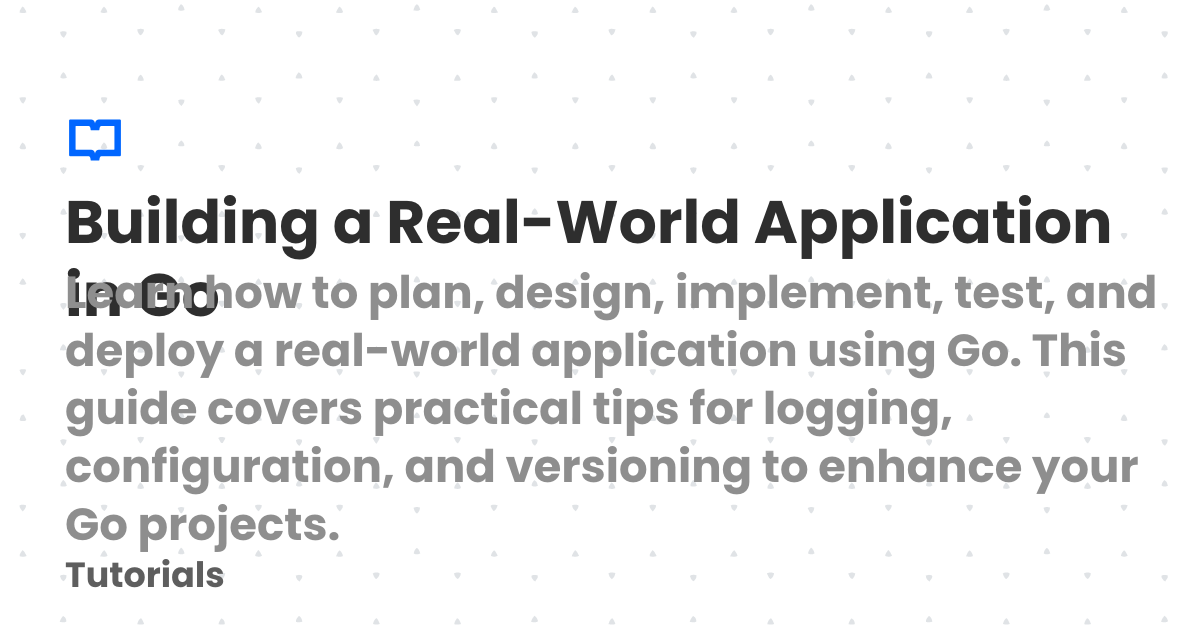 Building a Real-World Application
in Go
Learn how to plan, design, implement, test, and
deploy a real-world application using Go. This
guide covers practical tips for logging,
configuration, and versioning to enhance your
Go projects.
Tutorials